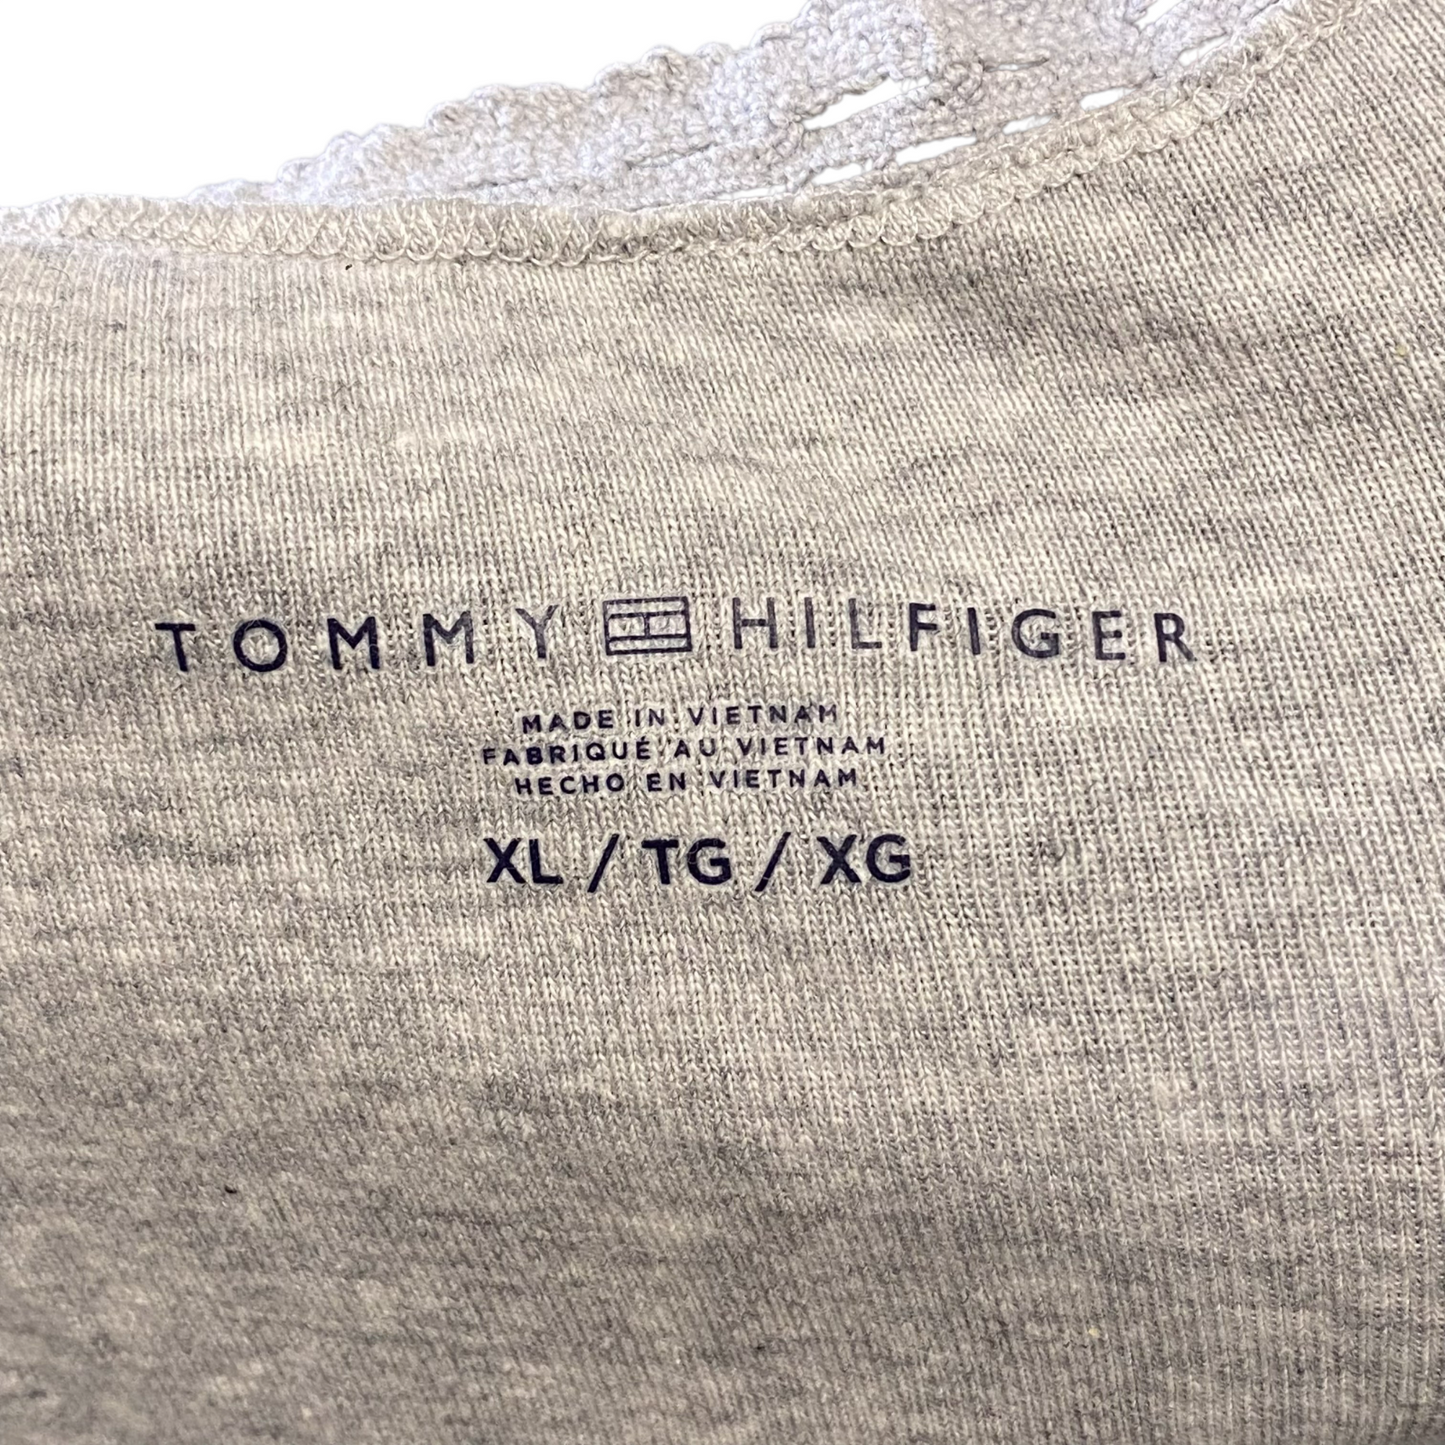 TOMMY HILFIGER
MADE IN VIETNAM
FABRIQUÉ AU VIETNAM
HECHO EN VIETNAM
XL / TG / XG